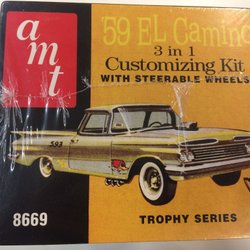 amt
'59 EL Camino
3 in 1
Customizing Kit
WITH STEERABLE WHEELS
593
8669
TROPHY SERIES